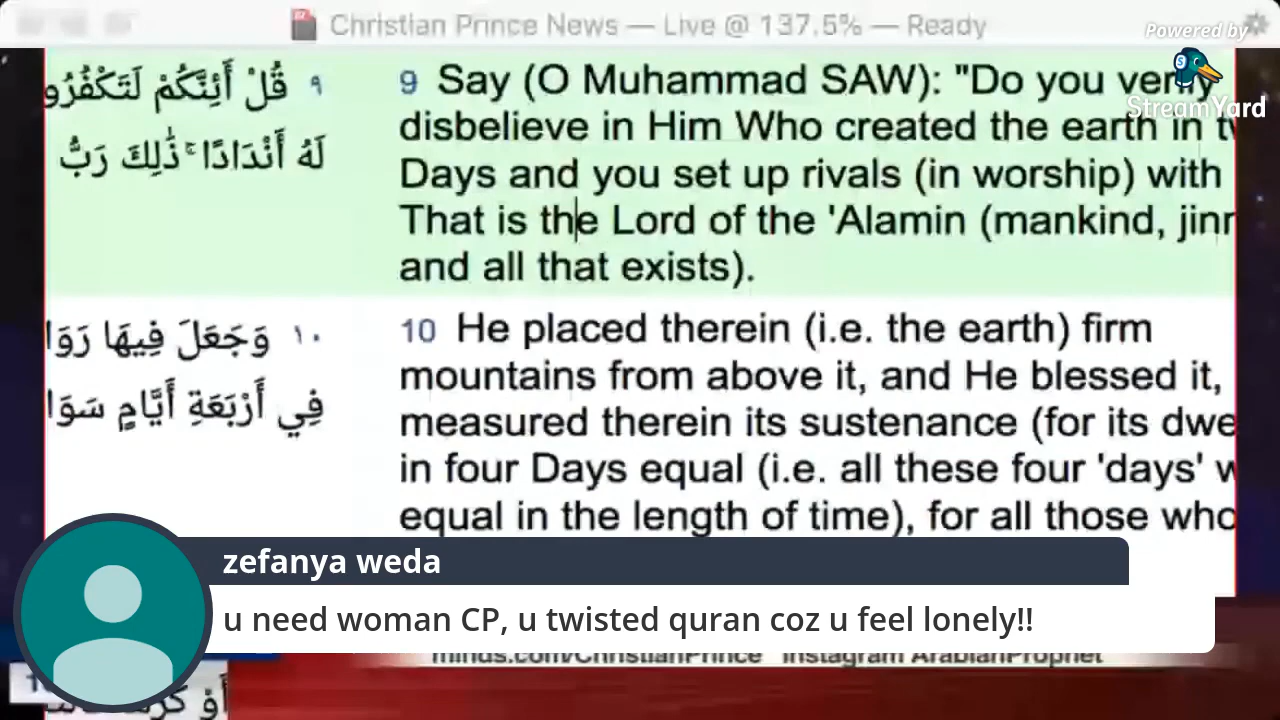 Christian Prince News — Live @ 137.5% — Ready
Powered by
StreamYard
9 Say (O Muhammad SAW): "Do you verily
disbelieve in Him Who created the earth in
Days and you set up rivals (in worship) with
That is the Lord of the 'Alamin (mankind,
and all that exists).
٩ قُلْ أَئِنَّكُمْ
لَهُ أَنْدَادًا ۚ ذَٰلِكَ رَبُّ
10 He placed therein (i.e. the earth) firm
mountains from above it, and He blessed it,
measured therein its sustenance (for its
in four Days equal (i.e. all these four 'days'
equal in the length of time), for all those who
١٠ وَجَعَلَ فِيهَا
فِي أَرْبَعَةِ أَيَّامٍ
zefanya weda
u need woman CP, u twisted quran coz u feel lonely!!
minds.com/ChristianPrince Instagram ArabianProphet
أَوْ